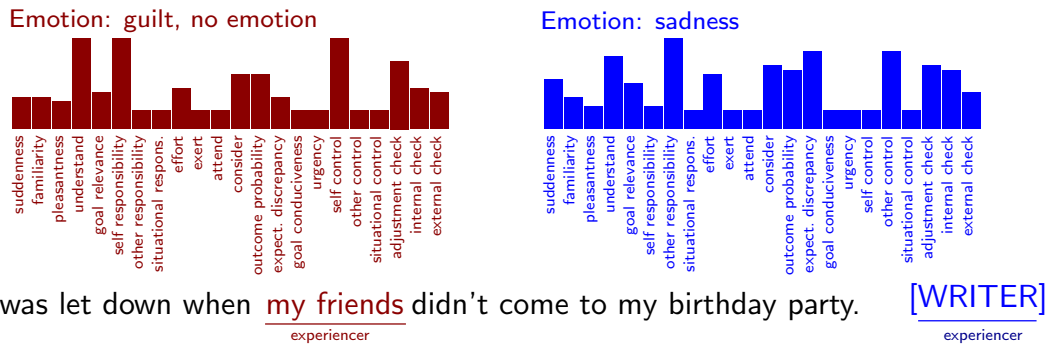 Emotion: guilt, no emotion
suddenness
familiarity
pleasantness
understand
goal relevance
self responsibility
other responsibility
situational respons.
effort
exert
attend
consider
outcome probability
expect. discrepancy
goal conduciveness
urgency
self control
other control
situational control
adjustment check
internal check
external check
Emotion: sadness
suddenness
familiarity
pleasantness
understand
goal relevance
self responsibility
other responsibility
situational respons.
effort
exert
attend
consider
outcome probability
expect. discrepancy
goal conduciveness
urgency
self control
other control
situational control
adjustment check
internal check
external check
was let down when my friends didn't come to my birthday party. [WRITER]
experiencer experiencer